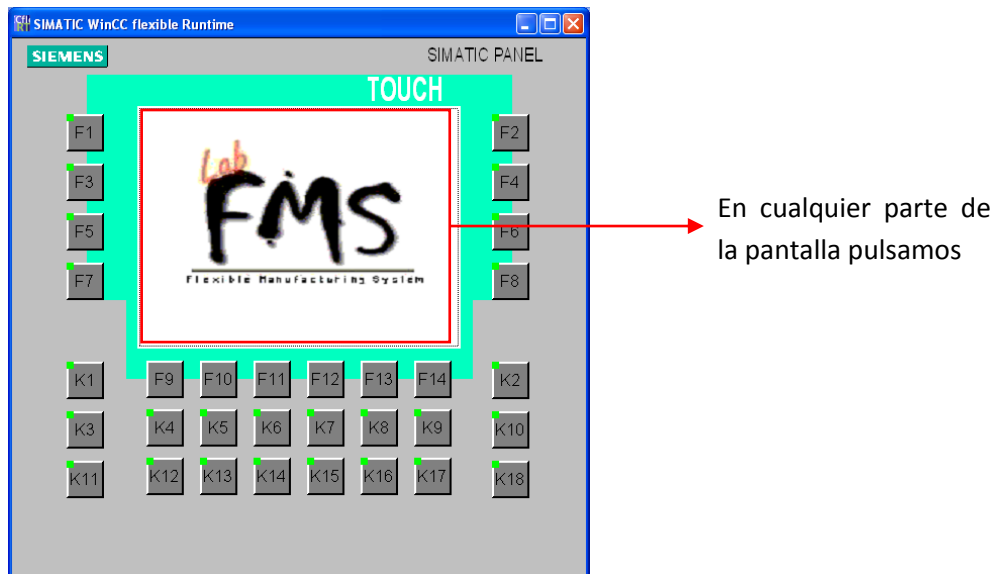 SIMATIC WinCC flexible Runtime
SIEMENS
SIMATIC PANEL
TOUCH
F1
F2
F3
F4
F5
F6
F7
F8
Lab
FMS
Flexible Manufacturing System
En cualquier parte de
la pantalla pulsamos
K1 F9 F10 F11 F12 F13 F14 K2
K3 K4 K5 K6 K7 K8 K9 K10
K11 K12 K13 K14 K15 K16 K17 K18